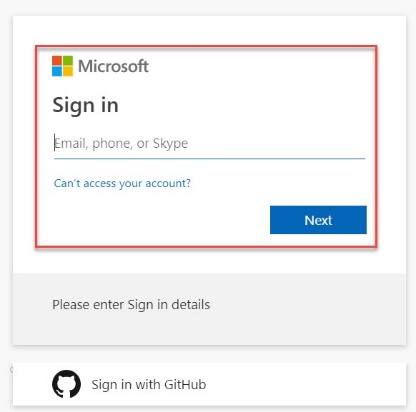 Microsoft
Sign in
Email, phone, or Skype
Can't access your account?
Next
Please enter Sign in details
Sign in with GitHub